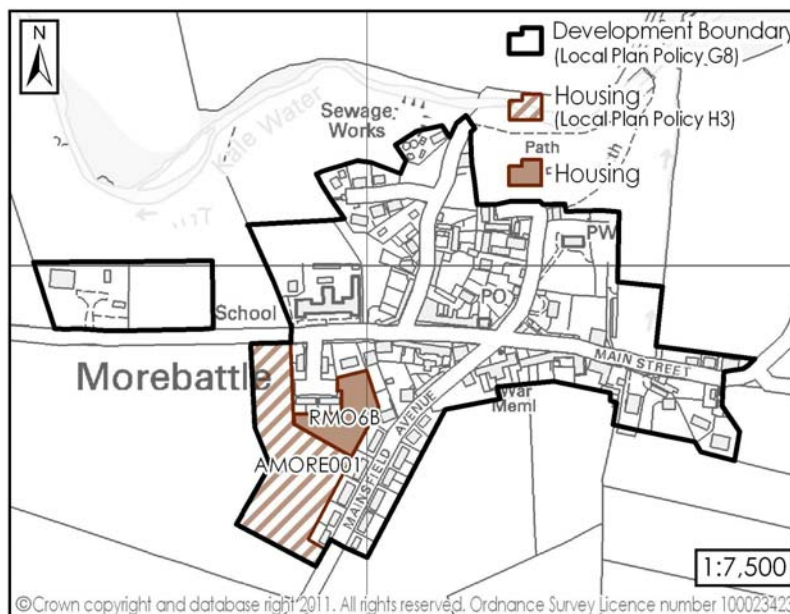 N
Development Boundary
(Local Plan Policy G8)
Housing
(Local Plan Policy H3)
Housing
Sewage
Works
Kale Water
Path
PW
PO
School
MAIN STREET
Morebattle
War
Meml
RMO6B
AMORE001
MAINSFIELD AVENUE
1:7,500
©Crown copyright and database right 2011. All rights reserved. Ordnance Survey Licence number 100023423